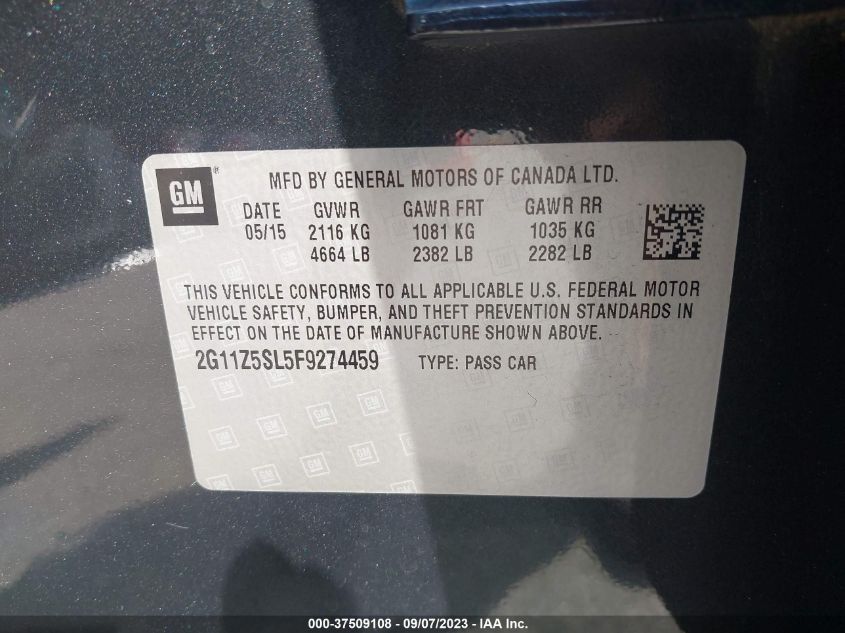 GM ®
MFD BY GENERAL MOTORS OF CANADA LTD.
DATE GVWR GAWR FRT GAWR RR
05/15 2116 KG 1081 KG 1035 KG
4664 LB 2382 LB 2282 LB
THIS VEHICLE CONFORMS TO ALL APPLICABLE U.S. FEDERAL MOTOR
VEHICLE SAFETY, BUMPER, AND THEFT PREVENTION STANDARDS IN
EFFECT ON THE DATE OF MANUFACTURE SHOWN ABOVE.
2G11Z5SL5F9274459 TYPE: PASS CAR
000-37509108 - 09/07/2023 - IAA Inc.